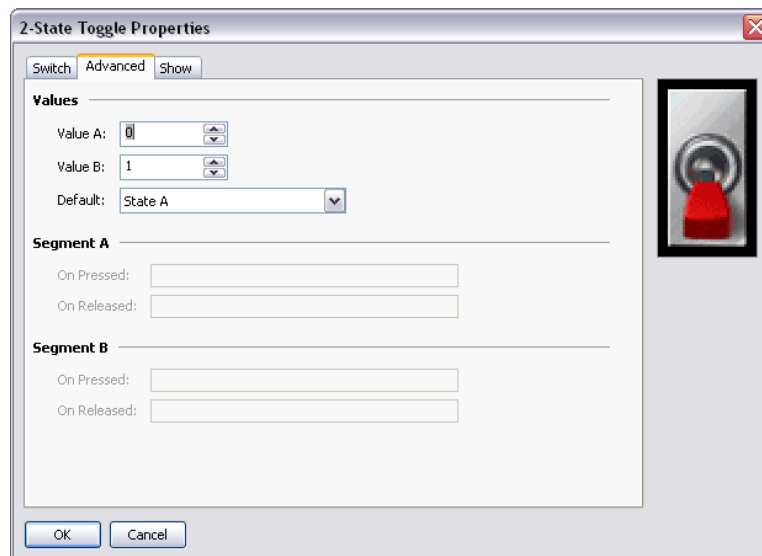 2-State Toggle Properties
Switch Advanced Show
Values
Value A: 0
Value B: 1
Default: State A
Segment A
On Pressed:
On Released:
Segment B
On Pressed:
On Released:
OK Cancel